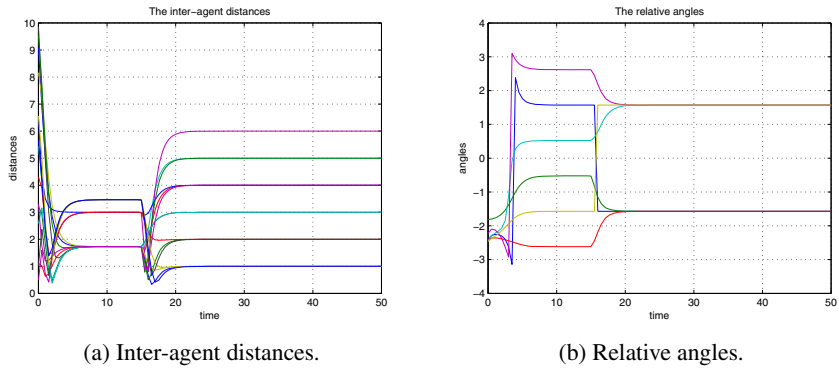 The inter−agent distances
10
9
8
7
6
5
4
3
2
1
0
distances
0 10 20 30 40 50
time
(a) Inter-agent distances.
The relative angles
4
3
2
1
0
−1
−2
−3
−4
angles
0 10 20 30 40 50
time
(b) Relative angles.